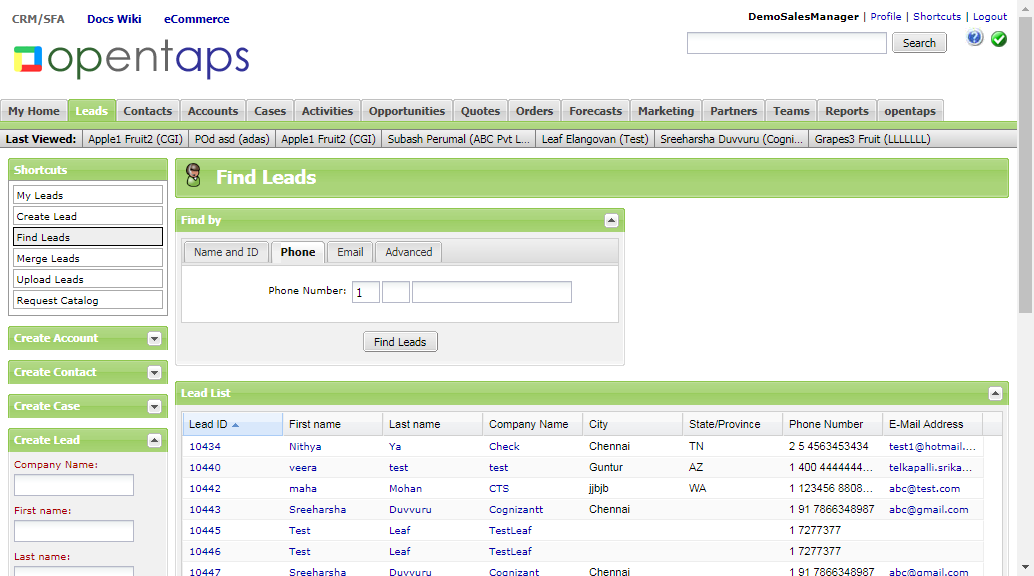 CRM/SFA Docs Wiki eCommerce
DemoSalesManager | Profile | Shortcuts | Logout
opentaps
Search
My Home Leads Contacts Accounts Cases Activities Opportunities Quotes Orders Forecasts Marketing Partners Teams Reports opentaps
Last Viewed: Apple1 Fruit2 (CGI) POd asd (adas) Apple1 Fruit2 (CGI) Subash Perumal (ABC Pvt L... Leaf Elangovan (Test) Sreeharsha Duvvuru (Cogni... Grapes3 Fruit (LLLLLLL)
Shortcuts
My Leads
Create Lead
Find Leads
Merge Leads
Upload Leads
Request Catalog
Create Account
Create Contact
Create Case
Create Lead
Company Name:
First name:
Last name:
Find Leads
Find by
Name and ID Phone Email Advanced
Phone Number: 1
Find Leads
Lead List
Lead ID First name Last name Company Name City State/Province Phone Number E-Mail Address
10434 Nithya Ya Check Chennai TN 2 5 4563453434 test1@hotmail....
10440 veera test test Guntur AZ 1 400 4444444... telkapalli.srika...
10442 maha Mohan CTS jjbjb WA 1 123456 8808... abc@test.com
10443 Sreeharsha Duvvuru Cognizantt Chennai 1 91 7866348987 abc@gmail.com
10445 Test Leaf TestLeaf 1 7277377
10446 Test Leaf TestLeaf 1 7277377
10447 Sreeharsha Duvvuru Cognizant Chennai 1 91 7866348987 abc@gmail.com